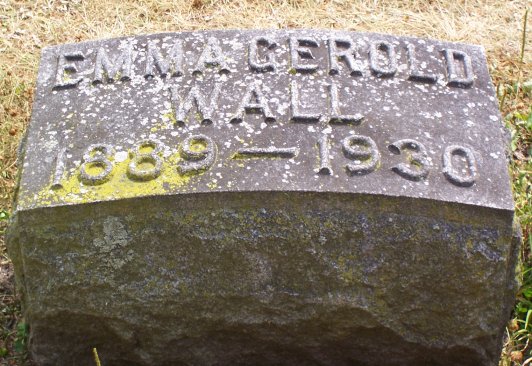 EMMA GEROLD
WALL
1889 — 1930